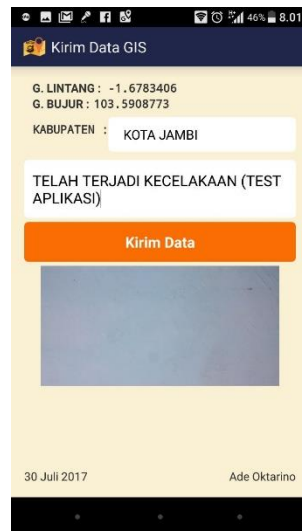 46% 8.01
Kirim Data GIS
G. LINTANG : -1.6783406
G. BUJUR : 103.5908773
KABUPATEN : KOTA JAMBI
TELAH TERJADI KECELAKAAN (TEST
APLIKASI)
Kirim Data
30 Juli 2017 Ade Oktarino